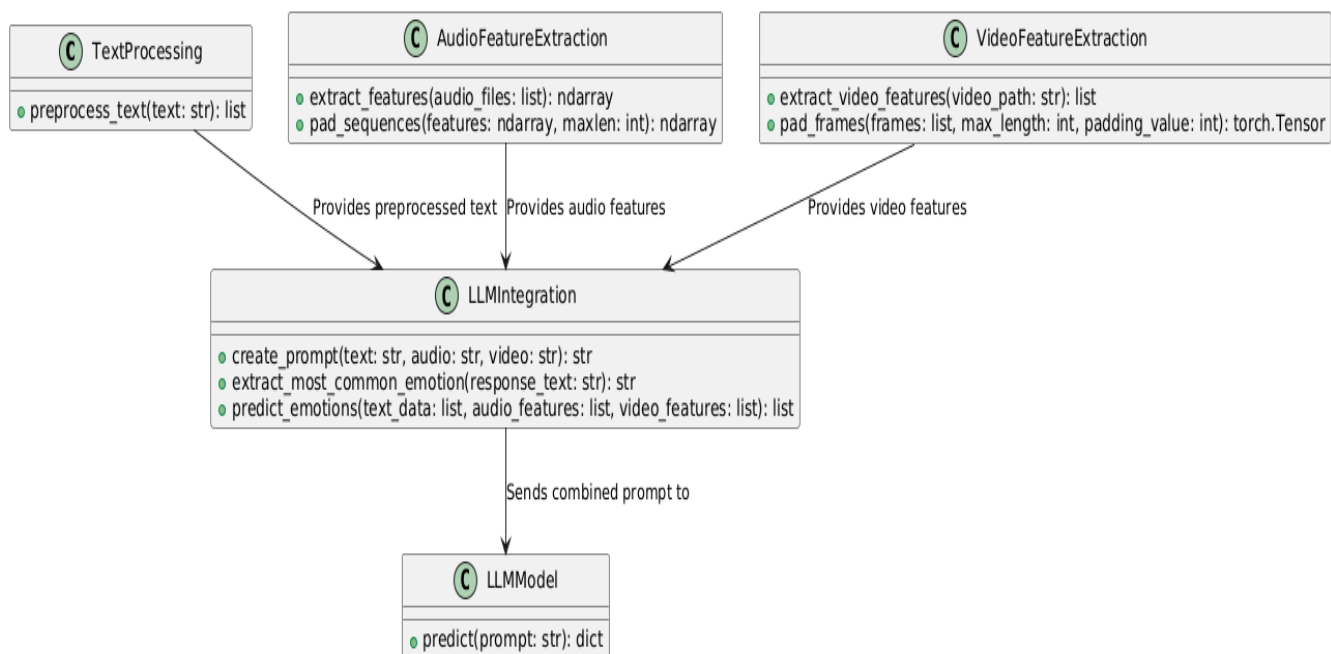 C TextProcessing
preprocess_text(text: str): list
C AudioFeatureExtraction
extract_features(audio_files: list): ndarray
pad_sequences(features: ndarray, maxlen: int): ndarray
C VideoFeatureExtraction
extract_video_features(video_path: str): list
pad_frames(frames: list, max_length: int, padding_value: int): torch.Tensor
Provides preprocessed text
Provides audio features
Provides video features
C LLMIntegration
create_prompt(text: str, audio: str, video: str): str
extract_most_common_emotion(response_text: str): str
predict_emotions(text_data: list, audio_features: list, video_features: list): list
Sends combined prompt to
C LLMModel
predict(prompt: str): dict